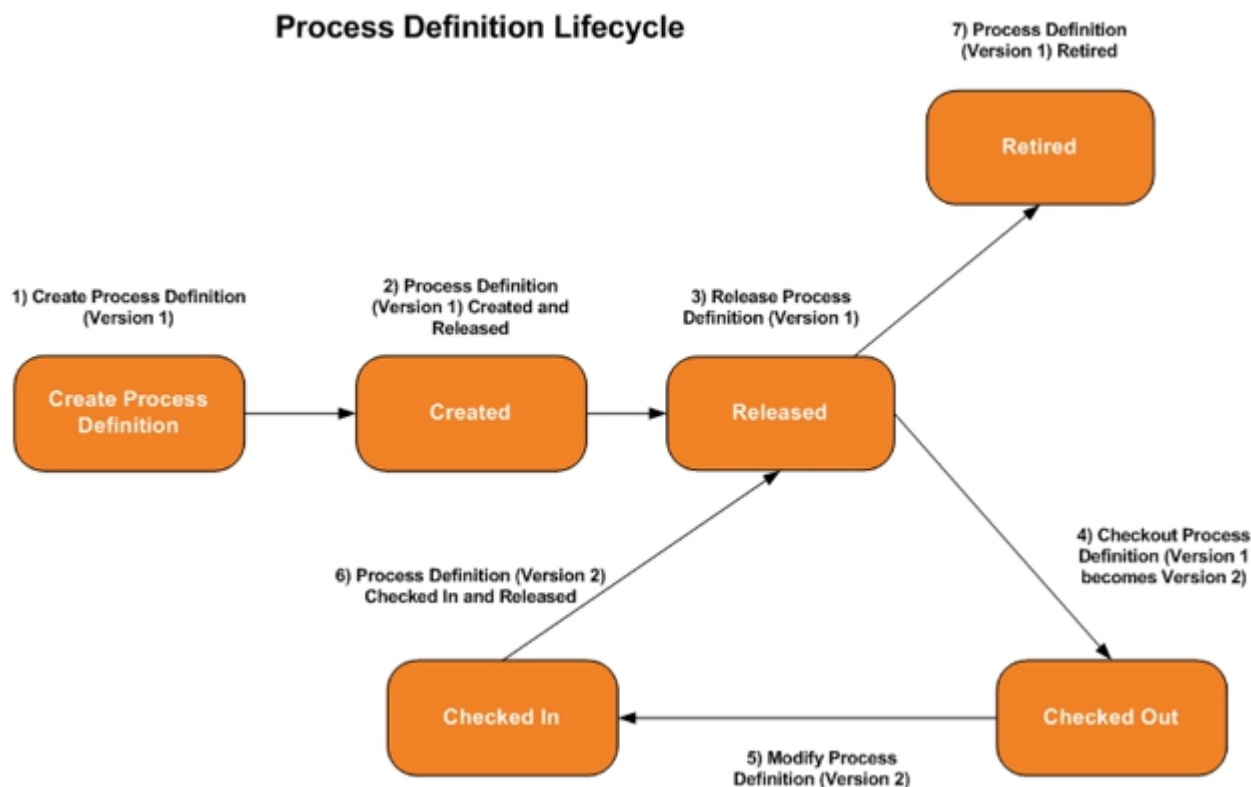 Process Definition Lifecycle
7) Process Definition
(Version 1) Retired
Retired
1) Create Process Definition
(Version 1)
2) Process Definition
(Version 1) Created and
Released
3) Release Process
Definition (Version 1)
Create Process
Definition
Created
Released
4) Checkout Process
Definition (Version 1
becomes Version 2)
6) Process Definition (Version 2)
Checked In and Released
Checked In
Checked Out
5) Modify Process
Definition (Version 2)